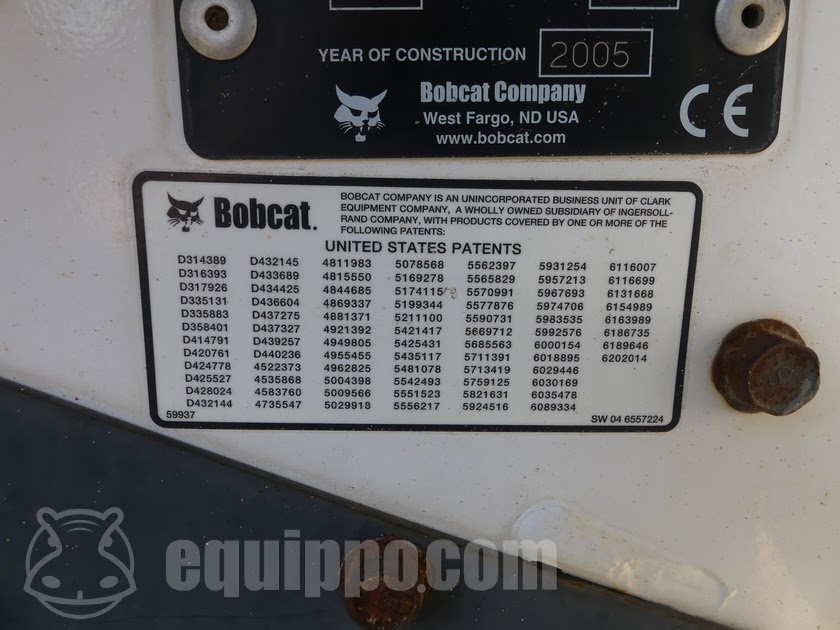 YEAR OF CONSTRUCTION 2005
Bobcat Company
West Fargo, ND USA
www.bobcat.com
CE
Bobcat.
BOBCAT COMPANY IS AN UNINCORPORATED BUSINESS UNIT OF CLARK
EQUIPMENT COMPANY, A WHOLLY OWNED SUBSIDIARY OF INGERSOLL-
RAND COMPANY, WITH PRODUCTS COVERED BY ONE OR MORE OF THE
FOLLOWING PATENTS:
UNITED STATES PATENTS
D314389 D432145 4811983 5078568 5562397 5931254 6116007
D316393 D433689 4815550 5169278 5565829 5957213 6116699
D317926 D434425 4844685 5174115 5570991 5967693 6131668
D335131 D436604 4869337 5199344 5577876 5974706 6154989
D335883 D437275 4881371 5211100 5590731 5983535 6163989
D358401 D437327 4921392 5421417 5669712 5992576 6186735
D414791 D439257 4949805 5425431 5685563 6000154 6189646
D420761 D440236 4955455 5435117 5711391 6018895 6202014
D424778 4522373 4962825 5481078 5713419 6029446
D425527 4535868 5004398 5542493 5759125 6030169
D428024 4583760 5009566 5551523 5821631 6035478
D432144 4735547 5029918 5556217 5924516 6089334
59937 SW 04 6557224
equippo.com